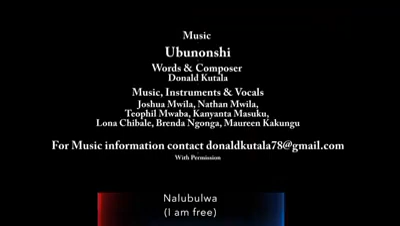 Music
Ubunonshi
Words & Composer
Donald Kutala
Music, Instruments & Vocals
Joshua Mwila, Nathan Mwila,
Teophil Mwaba, Kanyanta Masuku,
Lona Chibale, Brenda Ngonga, Maureen Kakungu
For Music information contact donaldkutala78@gmail.com
With Permission
Nalubulwa
(I am free)